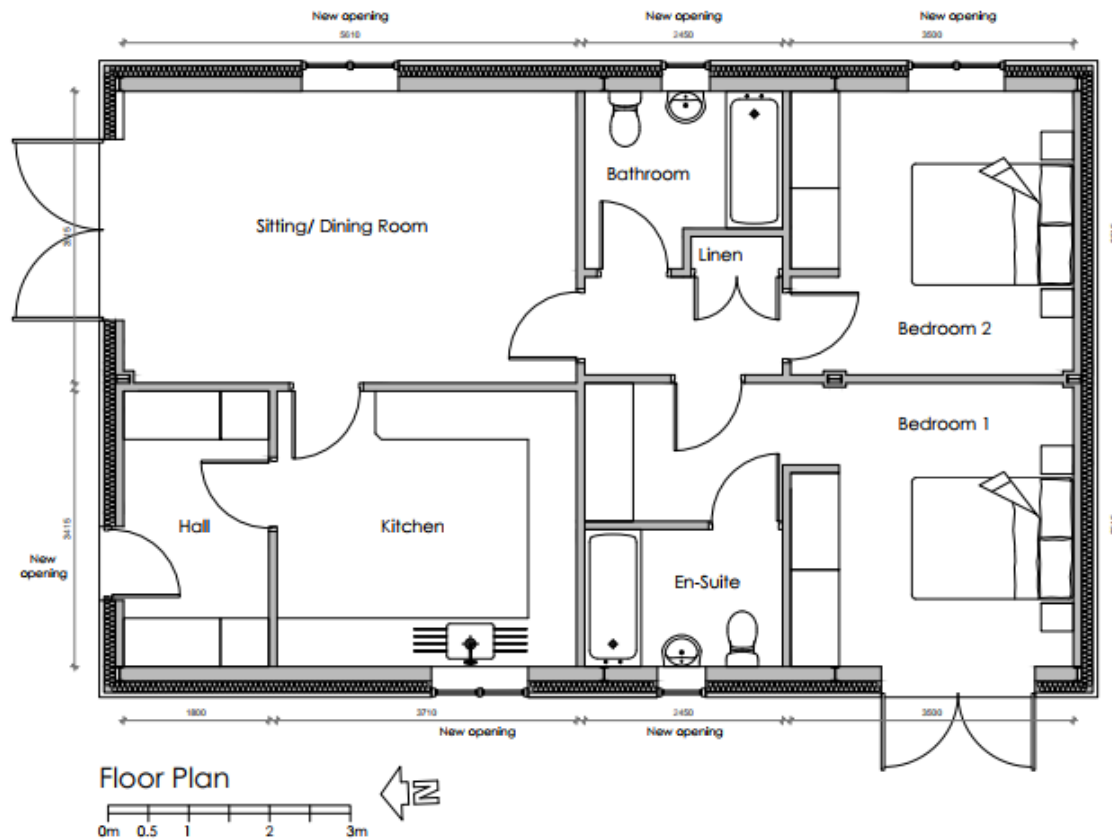 New opening
New opening
New opening
5610
2450
3500
Bathroom
Sitting/ Dining Room
Linen
Bedroom 2
Bedroom 1
3415
Hall
Kitchen
New
opening
En-Suite
1800
3710
2450
3500
New opening
New opening
Floor Plan
N
0m 0.5 1 2 3m